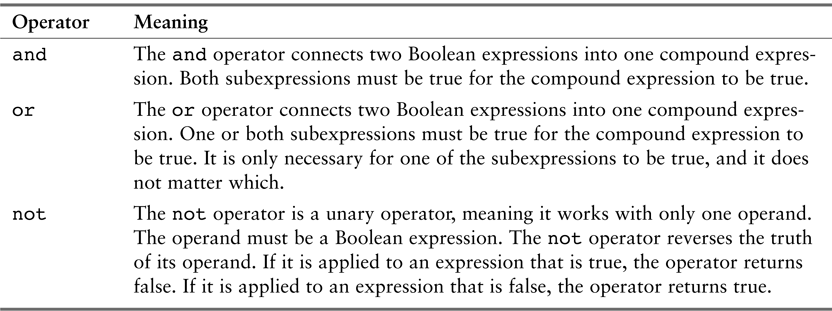 Operator Meaning
and The and operator connects two Boolean expressions into one compound expres-
sion. Both subexpressions must be true for the compound expression to be true.
or The or operator connects two Boolean expressions into one compound expres-
sion. One or both subexpressions must be true for the compound expression to
be true. It is only necessary for one of the subexpressions to be true, and it does
not matter which.
not The not operator is a unary operator, meaning it works with only one operand.
The operand must be a Boolean expression. The not operator reverses the truth
of its operand. If it is applied to an expression that is true, the operator returns
false. If it is applied to an expression that is false, the operator returns true.